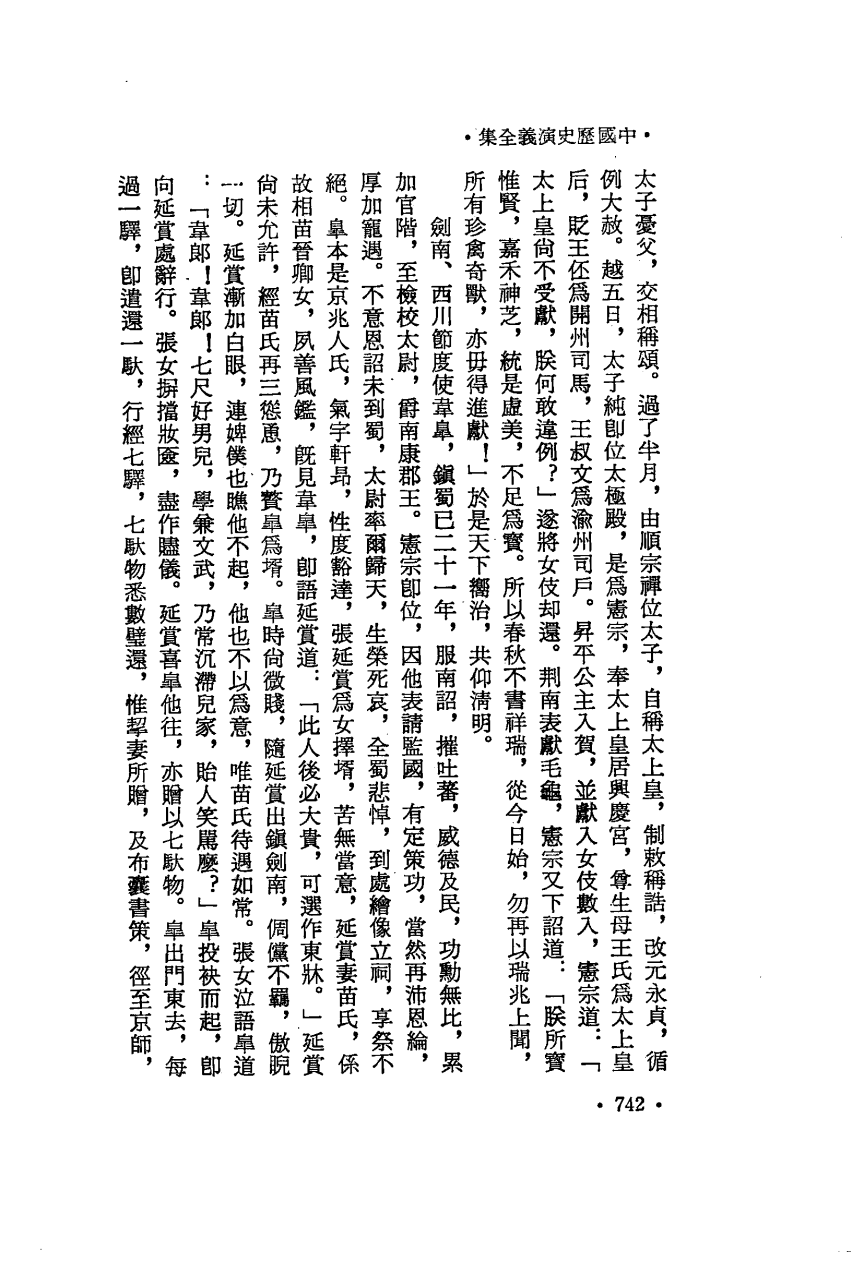 •中國歷史演義全集•
太子憂父，交相稱頌。過了半月，由順宗禪位太子，自稱太上皇，制敕稱誥，改元永貞，循
例大赦。越五日，太子純卽位太極殿，是爲憲宗，奉太上皇居興慶宮，尊生母王氏爲太上皇
后，貶王伾爲開州司馬，王叔文爲渝州司戶。昇平公主入賀，並獻入女伎數入，憲宗道：「
太上皇尚不受獻，朕何敢違例？」遂將女伎却還。荆南表獻毛龜，憲宗又下詔道：「朕所寶
惟賢，嘉禾神芝，統是虛美，不足爲寶。所以春秋不書祥瑞，從今日始，勿再以瑞兆上聞，
所有珍禽奇獸，亦毋得進獻！」於是天下嚮治，共仰淸明。
劍南、西川節度使韋臯，鎭蜀已二十一年，服南詔，摧吐蕃，威德及民，功勳無比，累
加官階，至檢校太尉，爵南康郡王。憲宗卽位，因他表請監國，有定策功，當然再沛恩綸，
厚加寵遇。不意恩詔未到蜀，太尉率爾歸天，生榮死哀，全蜀悲悼，到處繪像立祠，享祭不
絕。臯本是京兆人氏，氣宇軒昻，性度豁達，張延賞爲女擇壻，苦無當意，延賞妻苗氏，係
故相苗晉卿女，夙善風鑑，旣見韋臯，卽語延賞道：「此人後必大貴，可選作東牀。」延賞
尙未允許，經苗氏再三慫恿，乃贅臯爲壻。臯時尙微賤，隨延賞出鎭劍南，倜儻不羈，傲睨
一切。延賞漸加白眼，連婢僕也瞧他不起，他也不以爲意，唯苗氏待遇如常。張女泣語臯道
：「韋郞！韋郞！七尺好男兒，學兼文武，乃常沉滯兒家，貽人笑駡麽？」臯投袂而起，卽
向延賞處辭行。張女摒擋妝奩，盡作贐儀。延賞喜臯他往，亦贈以七馱物。臯出門東去，每
過一驛，卽遣還一馱，行經七驛，七馱物悉數璧還，惟挈妻所贈，及布囊書策，徑至京師，
•742•